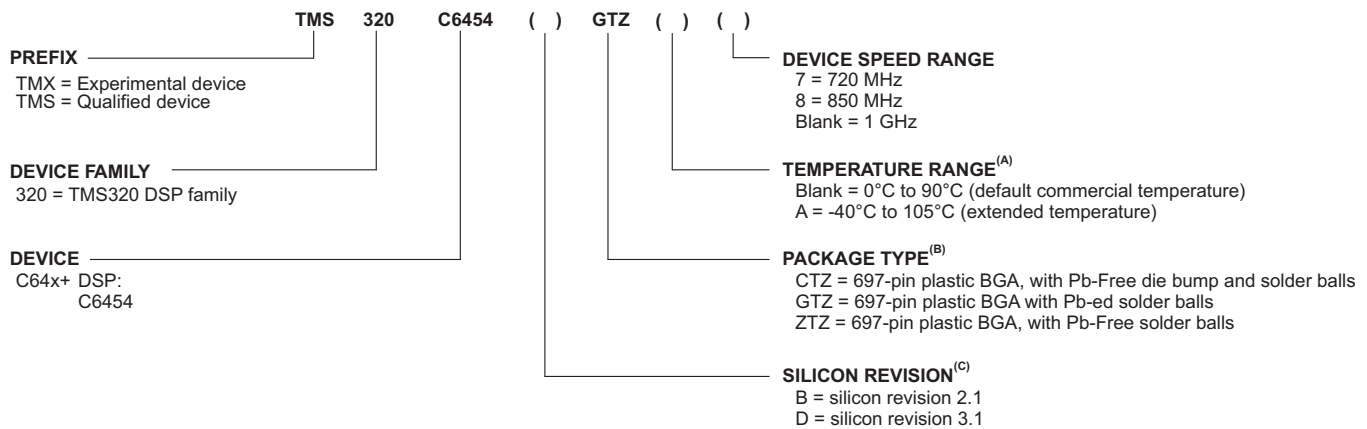 TMS 320 C6454 ( ) GTZ ( ) ( )
PREFIX
TMX = Experimental device
TMS = Qualified device
DEVICE FAMILY
320 = TMS320 DSP family
DEVICE
C64x+ DSP:
C6454
DEVICE SPEED RANGE
7 = 720 MHz
8 = 850 MHz
Blank = 1 GHz
TEMPERATURE RANGE(A)
Blank = 0°C to 90°C (default commercial temperature)
A = -40°C to 105°C (extended temperature)
PACKAGE TYPE(B)
CTZ = 697-pin plastic BGA, with Pb-Free die bump and solder balls
GTZ = 697-pin plastic BGA with Pb-ed solder balls
ZTZ = 697-pin plastic BGA, with Pb-Free solder balls
SILICON REVISION(C)
B = silicon revision 2.1
D = silicon revision 3.1